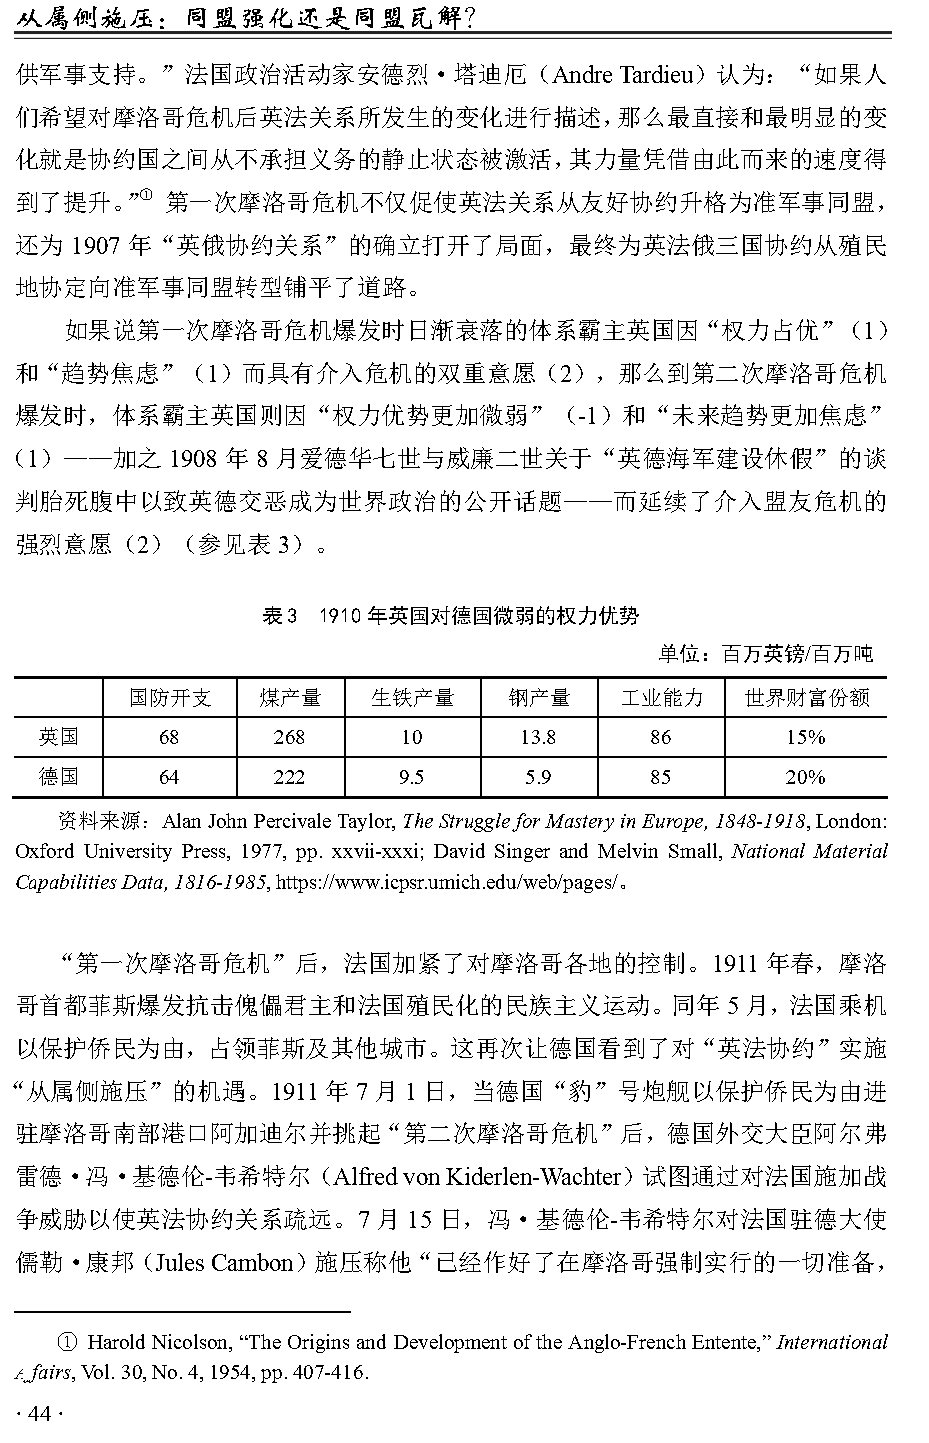 从属侧施压：同盟强化还是同盟瓦解？
供军事支持。”法国政治活动家安德烈·塔迪厄（Andre Tardieu）认为：“如果人
们希望对摩洛哥危机后英法关系所发生的变化进行描述，那么最直接和最明显的变
化就是协约国之间从不承担义务的静止状态被激活，其力量凭借由此而来的速度得
到了提升。”① 第一次摩洛哥危机不仅促使英法关系从友好协约升格为准军事同盟，
还为 1907 年“英俄协约关系”的确立打开了局面，最终为英法俄三国协约从殖民
地协定向准军事同盟转型铺平了道路。
如果说第一次摩洛哥危机爆发时日渐衰落的体系霸主英国因“权力占优”（1）
和“趋势焦虑”（1）而具有介入危机的双重意愿（2），那么到第二次摩洛哥危机
爆发时，体系霸主英国则因“权力优势更加微弱”（-1）和“未来趋势更加焦虑”
（1）——加之 1908 年 8 月爱德华七世与威廉二世关于“英德海军建设休假”的谈
判胎死腹中以致英德交恶成为世界政治的公开话题——而延续了介入盟友危机的
强烈意愿（2）（参见表 3）。
表 3 1910 年英国对德国微弱的权力优势
单位：百万英镑/百万吨
国防开支 煤产量 生铁产量 钢产量 工业能力 世界财富份额
英国 68 268 10 13.8 86 15%
德国 64 222 9.5 5.9 85 20%
资料来源：Alan John Percivale Taylor, The Struggle for Mastery in Europe, 1848-1918, London:
Oxford University Press, 1977, pp. xxvii-xxxi; David Singer and Melvin Small, National Material
Capabilities Data, 1816-1985, https://www.icpsr.umich.edu/web/pages/。
“第一次摩洛哥危机”后，法国加紧了对摩洛哥各地的控制。1911 年春，摩洛
哥首都菲斯爆发抗击傀儡君主和法国殖民化的民族主义运动。同年 5 月，法国乘机
以保护侨民为由，占领菲斯及其他城市。这再次让德国看到了对“英法协约”实施
“从属侧施压”的机遇。1911 年 7 月 1 日，当德国“豹”号炮舰以保护侨民为由进
驻摩洛哥南部港口阿加迪尔并挑起“第二次摩洛哥危机”后，德国外交大臣阿尔弗
雷德·冯·基德伦-韦希特尔（Alfred von Kiderlen-Wachter）试图通过对法国施加战
争威胁以使英法协约关系疏远。7 月 15 日，冯·基德伦-韦希特尔对法国驻德大使
儒勒·康邦（Jules Cambon）施压称他“已经作好了在摩洛哥强制实行的一切准备，
① Harold Nicolson, “The Origins and Development of the Anglo-French Entente,” International
Affairs, Vol. 30, No. 4, 1954, pp. 407-416.
· 44 ·